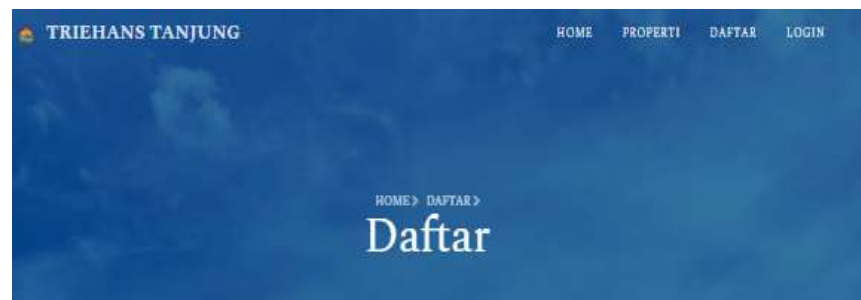 TRIEHANS TANJUNG
HOME PROPERTI DAFTAR LOGIN
HOME > DAFTAR >
Daftar